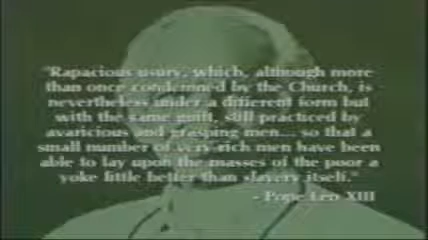 "Rapacious usury, which, although more
than once condemned by the Church, is
nevertheless under a different form but
with the same guilt, still practiced by
avaricious and grasping men... so that a
small number of very rich men have been
able to lay upon the masses of the poor a
yoke little better than slavery itself."
- Pope Leo XIII